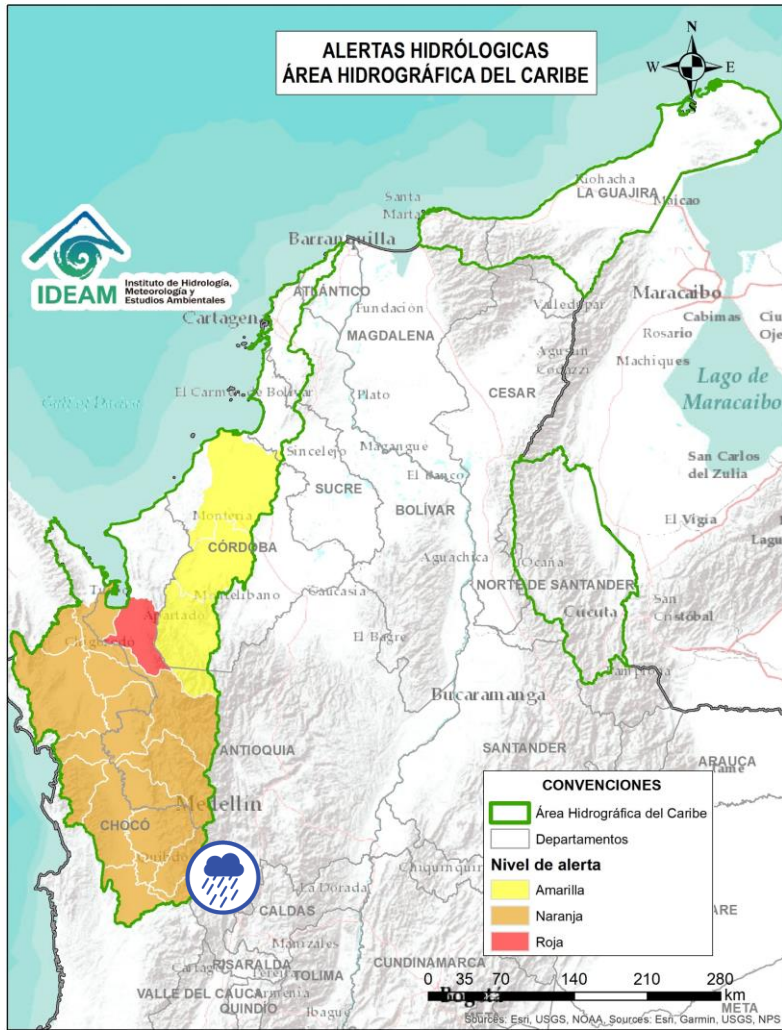 ALERTAS HIDRÓLOGICAS
ÁREA HIDROGRÁFICA DEL CARIBE
N
W
E
S
Riohacha
LA GUAJIRA
Maicao
Santa
Marta
Barranquilla
IDEAM
Instituto de Hidrología,
Meteorología y
Estudios Ambientales
ATLÁNTICO
Cartagena
Fundación
MAGDALENA
Valledupar
Maracaibo
Cabimas
Rosario
Machiques
Agustín
Codazzi
CESAR
Lago de
Maracaibo
El Carmen de Bolívar
Plato
Sincelejo
Magangué
El Banco
SUCRE
BOLÍVAR
San Carlos
del Zulia
El Vigía
Montería
CÓRDOBA
Aguachica
Ocaña
NORTE DE SANTANDER
Montelíbano
Caucasia
Apartadó
Cúcuta
San
Cristóbal
Chigorodó
El Bagre
Pamplona
Bucaramanga
ANTIOQUIA
SANTANDER
ARAUCA
Medellín
CHOCÓ
Quibdó
La Dorada
CALDAS
Manizales
RISARALDA
TOLIMA
CUNDINAMARCA
VALLE DEL CAUCA
Armenia
QUINDÍO
Ibagué
Bogotá
META
CONVENCIONES
Área Hidrográfica del Caribe
Departamentos
Nivel de alerta
Amarilla
Naranja
Roja
0 35 70 140 210 280
km
Sources: Esri, USGS, NOAA, Sources: Esri, Garmin, USGS, NPS